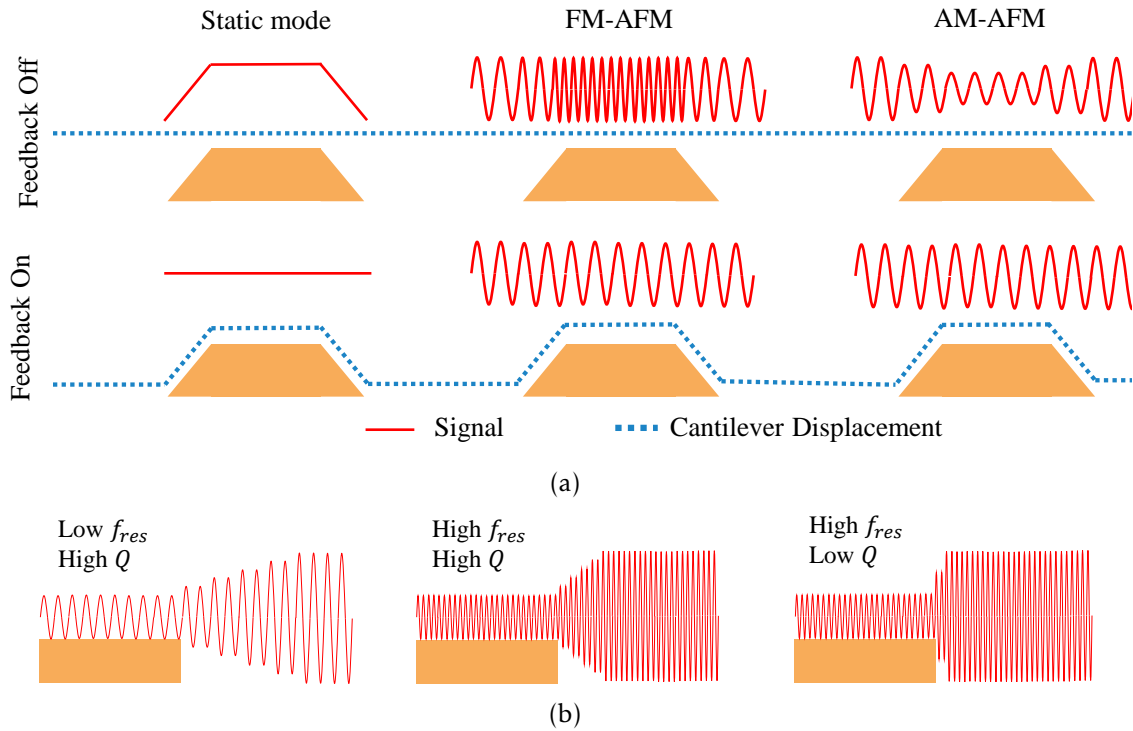 Static mode
FM-AFM
AM-AFM
Feedback Off
Feedback On
Signal
Cantilever Displacement
(a)
Low f_res
High Q
High f_res
High Q
High f_res
Low Q
(b)